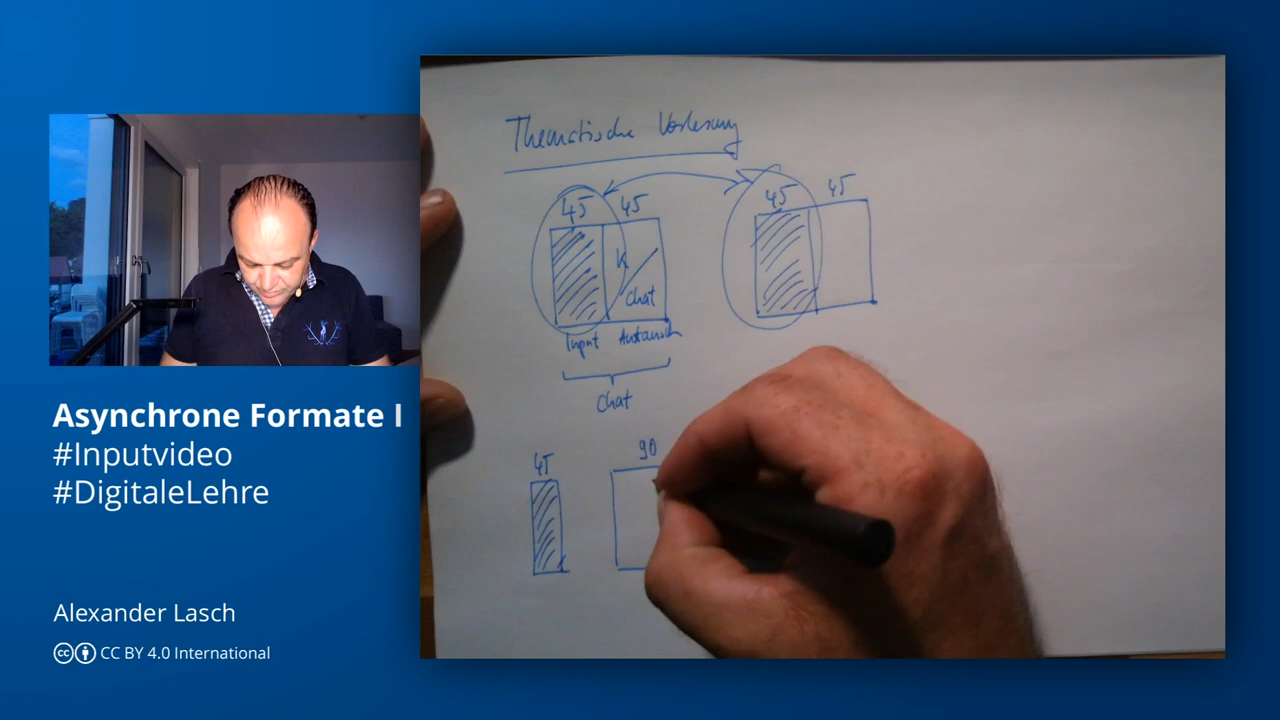 Asynchrone Formate I
#Inputvideo
#DigitaleLehre
Alexander Lasch
CC BY 4.0 International
Thematische Vorlesung
45 45
45 45
K
Chat
Input Austausch
Chat
45
90